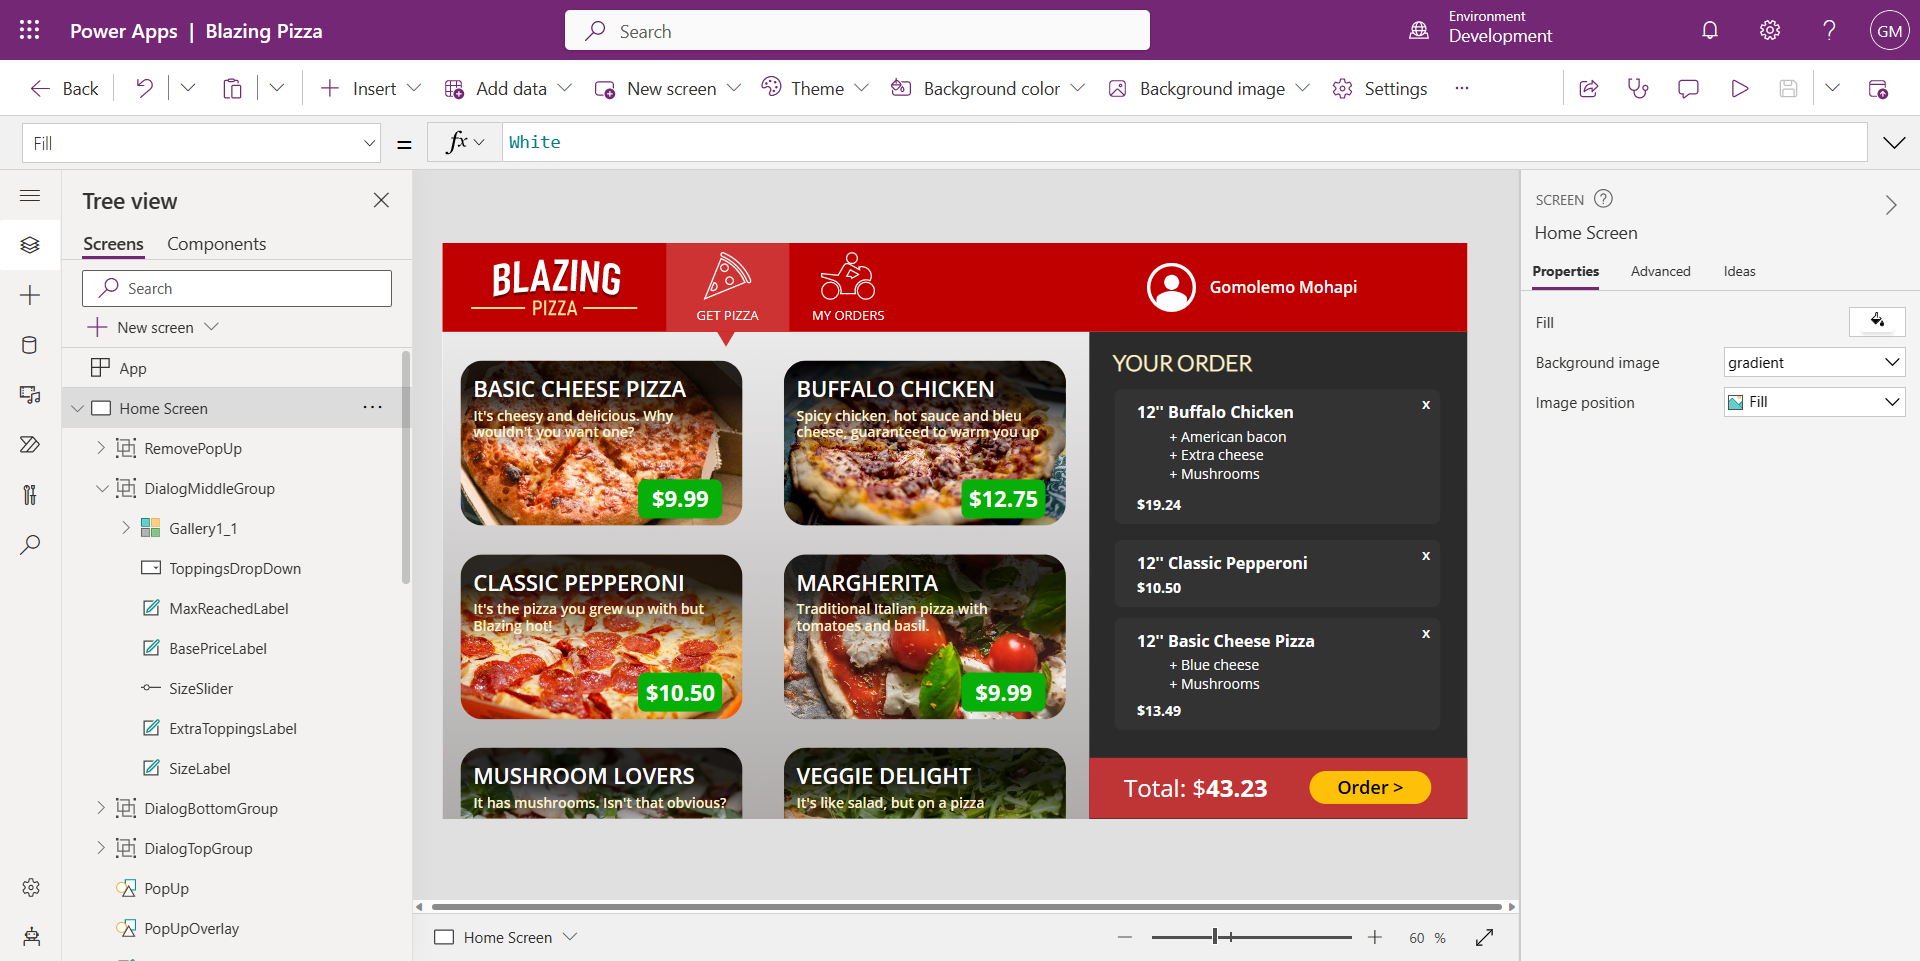 Power Apps | Blazing Pizza
Search
Environment
Development
GM
Back
Insert
Add data
New screen
Theme
Background color
Background image
Settings
Fill
=
fx
White
Tree view
Screens
Components
Search
New screen
App
Home Screen
RemovePopUp
DialogMiddleGroup
Gallery1_1
ToppingsDropDown
MaxReachedLabel
BasePriceLabel
SizeSlider
ExtraToppingsLabel
SizeLabel
DialogBottomGroup
DialogTopGroup
PopUp
PopUpOverlay
BLAZING
PIZZA
GET PIZZA
MY ORDERS
Gomolemo Mohapi
BASIC CHEESE PIZZA
It's cheesy and delicious. Why
wouldn't you want one?
$9.99
BUFFALO CHICKEN
Spicy chicken, hot sauce and bleu
cheese, guaranteed to warm you up
$12.75
CLASSIC PEPPERONI
It's the pizza you grew up with but
Blazing hot!
$10.50
MARGHERITA
Traditional Italian pizza with
tomatoes and basil.
$9.99
MUSHROOM LOVERS
It has mushrooms. Isn't that obvious?
VEGGIE DELIGHT
It's like salad, but on a pizza
YOUR ORDER
12'' Buffalo Chicken
x
+ American bacon
+ Extra cheese
+ Mushrooms
$19.24
12'' Classic Pepperoni
x
$10.50
12'' Basic Cheese Pizza
x
+ Blue cheese
+ Mushrooms
$13.49
Total: $43.23
Order >
Home Screen
60 %
SCREEN
Home Screen
Properties
Advanced
Ideas
Fill
Background image
gradient
Image position
Fill